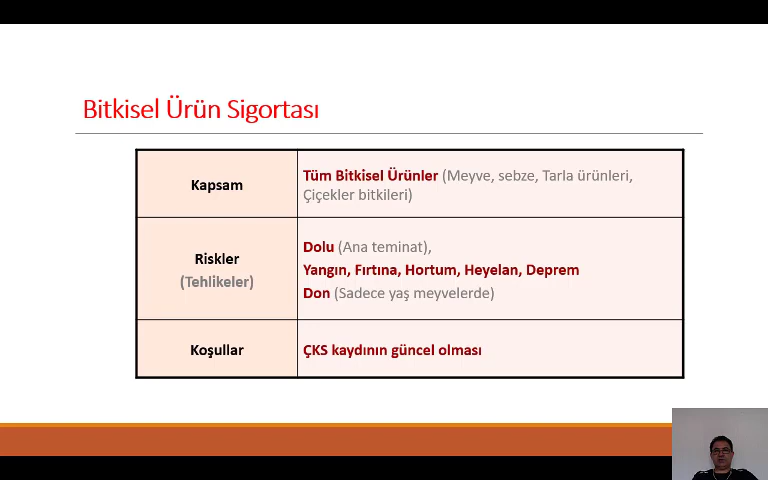 Bitkisel Ürün Sigortası
Kapsam
Tüm Bitkisel Ürünler (Meyve, sebze, Tarla ürünleri,
Çiçekler bitkileri)
Riskler
(Tehlikeler)
Dolu (Ana teminat),
Yangın, Fırtına, Hortum, Heyelan, Deprem
Don (Sadece yaş meyvelerde)
Koşullar
ÇKS kaydının güncel olması